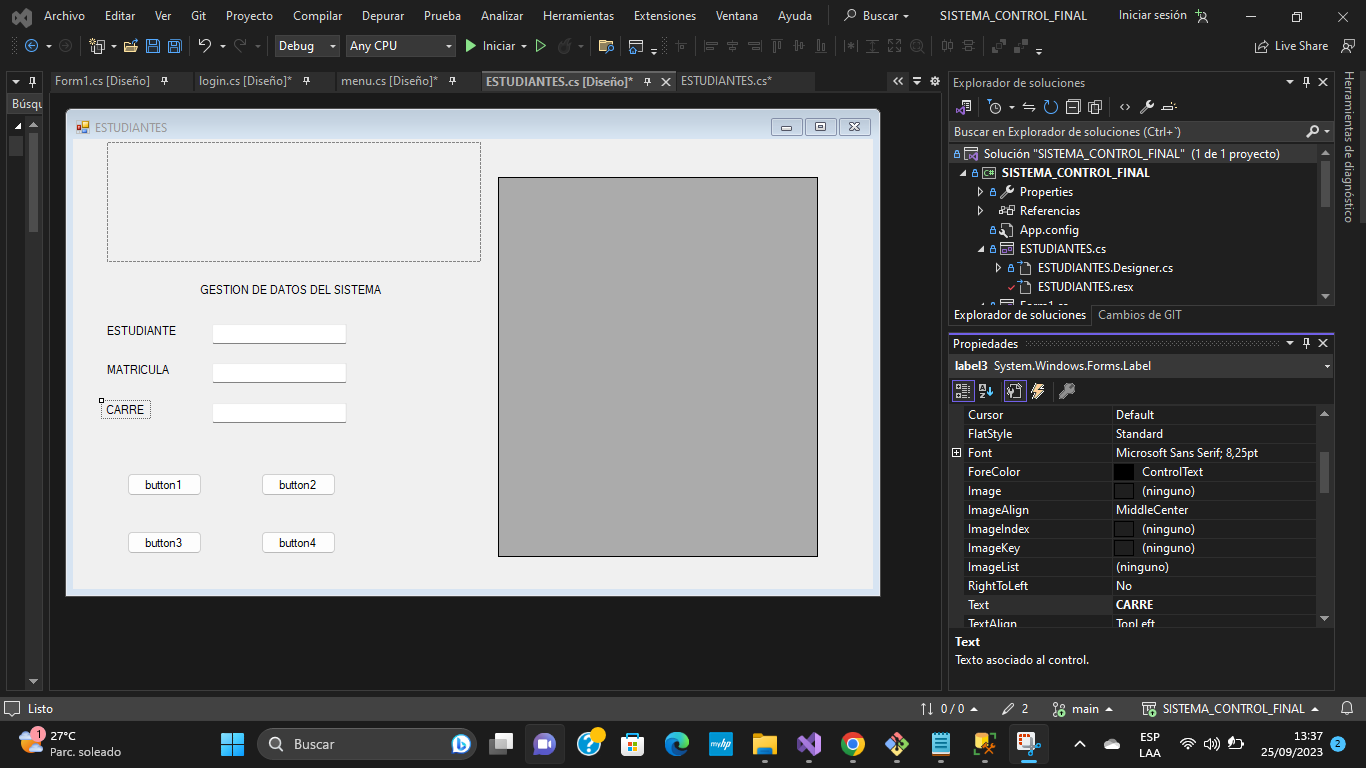 Archivo Editar Ver Git Proyecto Compilar Depurar Prueba Analizar Herramientas Extensiones Ventana Ayuda Buscar SISTEMA_CONTROL_FINAL Iniciar sesión
Debug Any CPU Iniciar Live Share
Form1.cs [Diseño] login.cs [Diseño]* menu.cs [Diseño]* ESTUDIANTES.cs [Diseño]* ESTUDIANTES.cs*
Búsqu
ESTUDIANTES
GESTION DE DATOS DEL SISTEMA
ESTUDIANTE
MATRICULA
CARRE
button1 button2
button3 button4
Explorador de soluciones
Buscar en Explorador de soluciones (Ctrl+`)
Solución "SISTEMA_CONTROL_FINAL" (1 de 1 proyecto)
SISTEMA_CONTROL_FINAL
Properties
Referencias
App.config
ESTUDIANTES.cs
ESTUDIANTES.Designer.cs
ESTUDIANTES.resx
Form1.cs
Explorador de soluciones Cambios de GIT
Herramientas de diagnóstico
Propiedades
label3 System.Windows.Forms.Label
Cursor Default
FlatStyle Standard
Font Microsoft Sans Serif; 8,25pt
ForeColor ControlText
Image (ninguno)
ImageAlign MiddleCenter
ImageIndex (ninguno)
ImageKey (ninguno)
ImageList (ninguno)
RightToLeft No
Text CARRE
TextAlign TopLeft
Text
Texto asociado al control.
Listo 0 / 0 2 main SISTEMA_CONTROL_FINAL
1 27°C
Parc. soleado
Buscar
myhp
ESP
LAA
13:37
25/09/2023
2